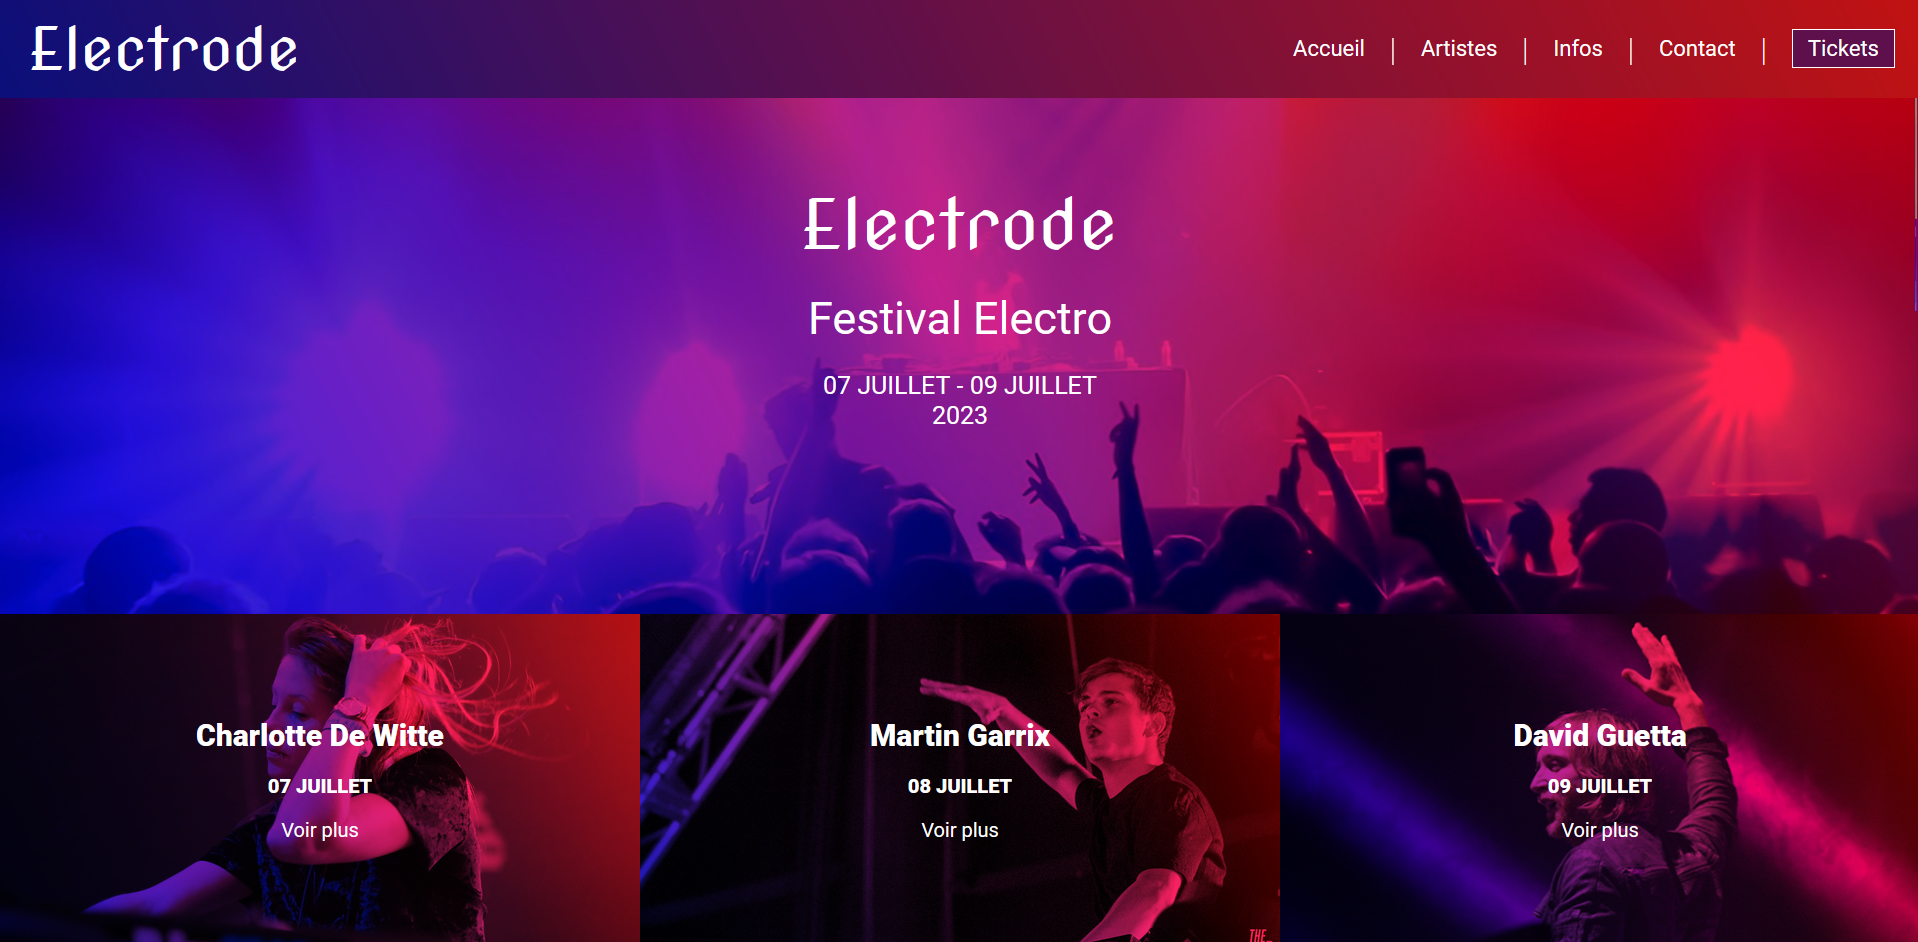 Electrode
Accueil | Artistes | Infos | Contact | Tickets
Electrode
Festival Electro
07 JUILLET - 09 JUILLET
2023
Charlotte De Witte
07 JUILLET
Voir plus
Martin Garrix
08 JUILLET
Voir plus
THE_
David Guetta
09 JUILLET
Voir plus